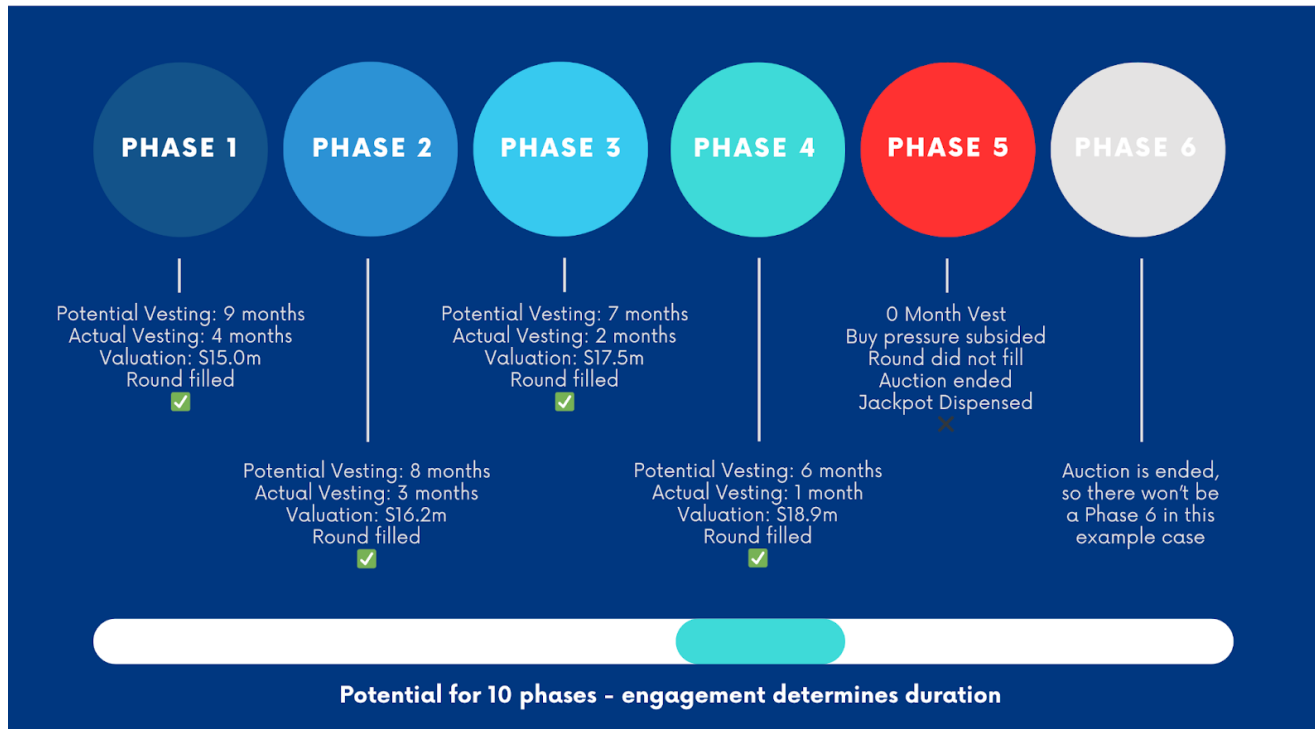 PHASE 1
PHASE 2
PHASE 3
PHASE 4
PHASE 5
PHASE 6
Potential Vesting: 9 months
Actual Vesting: 4 months
Valuation: $15.0m
Round filled
✅
Potential Vesting: 8 months
Actual Vesting: 3 months
Valuation: $16.2m
Round filled
✅
Potential Vesting: 7 months
Actual Vesting: 2 months
Valuation: $17.5m
Round filled
✅
Potential Vesting: 6 months
Actual Vesting: 1 month
Valuation: $18.9m
Round filled
✅
0 Month Vest
Buy pressure subsided
Round did not fill
Auction ended
Jackpot Dispensed
❌
Auction is ended,
so there won't be
a Phase 6 in this
example case
Potential for 10 phases - engagement determines duration